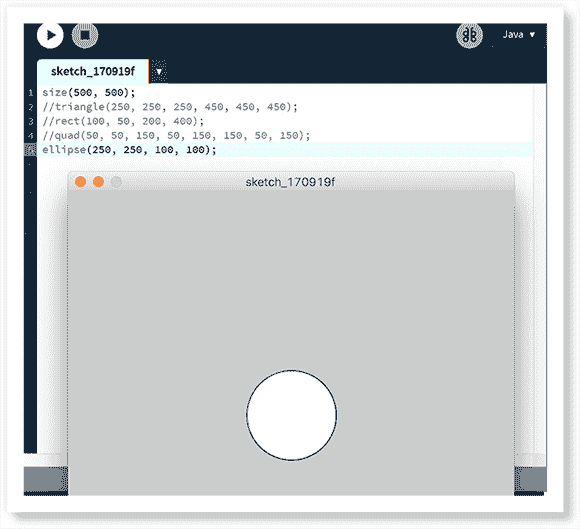 Java ▼
sketch_170919f ▼
1 size(500, 500);
2 //triangle(250, 250, 250, 450, 450, 450);
3 //rect(100, 50, 200, 400);
4 //quad(50, 50, 150, 50, 150, 150, 50, 150);
5 ellipse(250, 250, 100, 100);
sketch_170919f